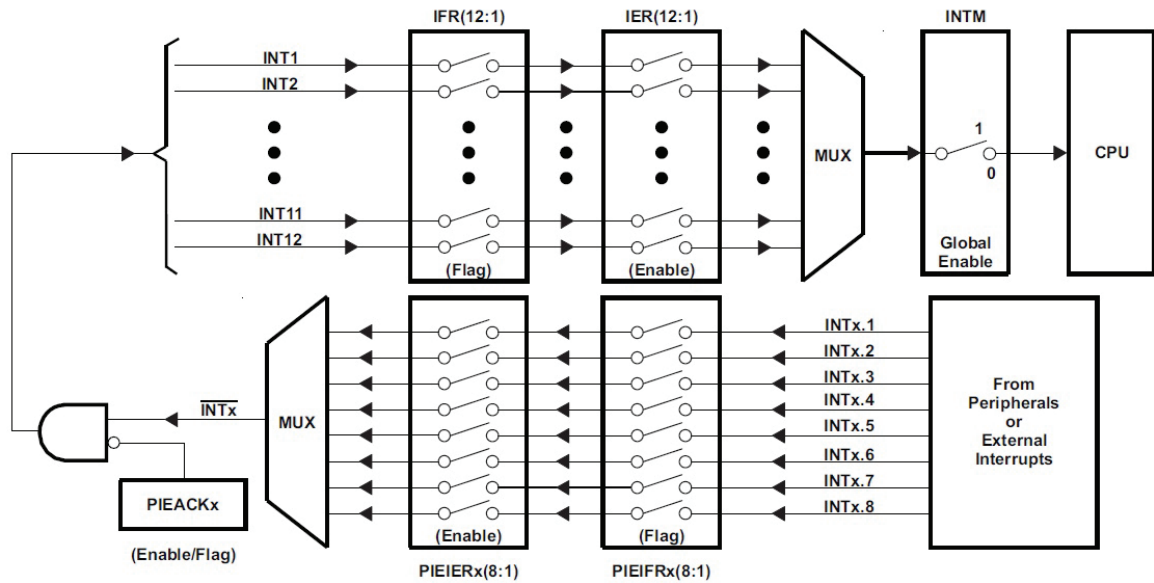 IFR(12:1)
IER(12:1)
INTM
INT1
INT2
1
MUX
CPU
0
INT11
INT12
(Flag)
(Enable)
Global
Enable
INTx.1
INTx.2
INTx.3
INTx.4
INTx.5
INTx.6
INTx.7
INTx.8
From
Peripherals
or
External
Interrupts
INTx
MUX
PIEACKx
(Enable/Flag)
(Enable)
(Flag)
PIEIERx(8:1)
PIEIFRx(8:1)